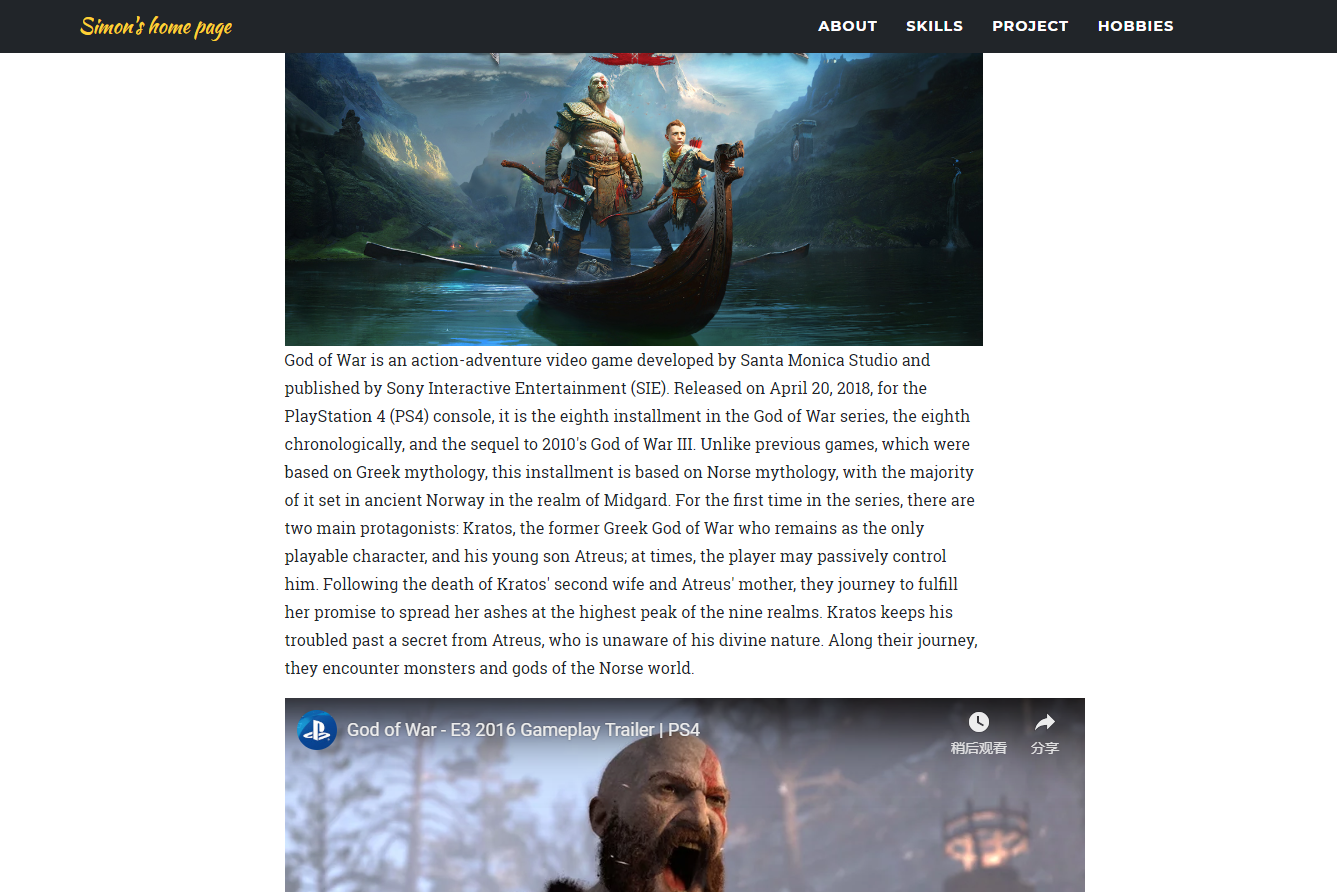 Simon's home page
ABOUT SKILLS PROJECT HOBBIES
God of War is an action-adventure video game developed by Santa Monica Studio and
published by Sony Interactive Entertainment (SIE). Released on April 20, 2018, for the
PlayStation 4 (PS4) console, it is the eighth installment in the God of War series, the eighth
chronologically, and the sequel to 2010's God of War III. Unlike previous games, which were
based on Greek mythology, this installment is based on Norse mythology, with the majority
of it set in ancient Norway in the realm of Midgard. For the first time in the series, there are
two main protagonists: Kratos, the former Greek God of War who remains as the only
playable character, and his young son Atreus; at times, the player may passively control
him. Following the death of Kratos' second wife and Atreus' mother, they journey to fulfill
her promise to spread her ashes at the highest peak of the nine realms. Kratos keeps his
troubled past a secret from Atreus, who is unaware of his divine nature. Along their journey,
they encounter monsters and gods of the Norse world.
God of War - E3 2016 Gameplay Trailer | PS4
稍后观看 分享